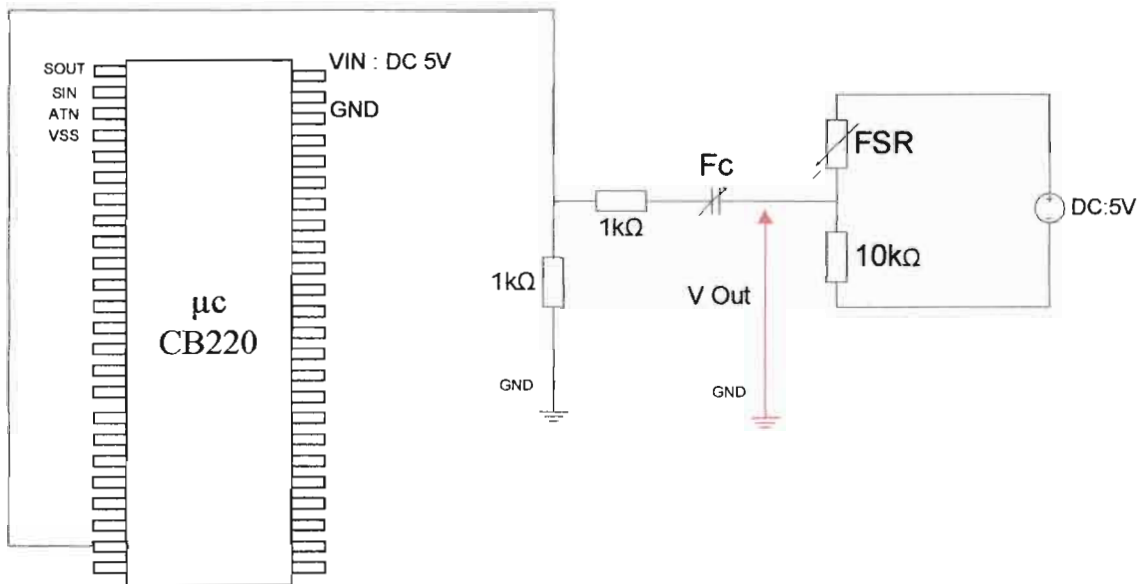 SOUT
SIN
ATN
VSS
VIN : DC 5V
GND
µc
CB220
1kΩ
GND
1kΩ
Fc
V Out
GND
FSR
10kΩ
DC:5V